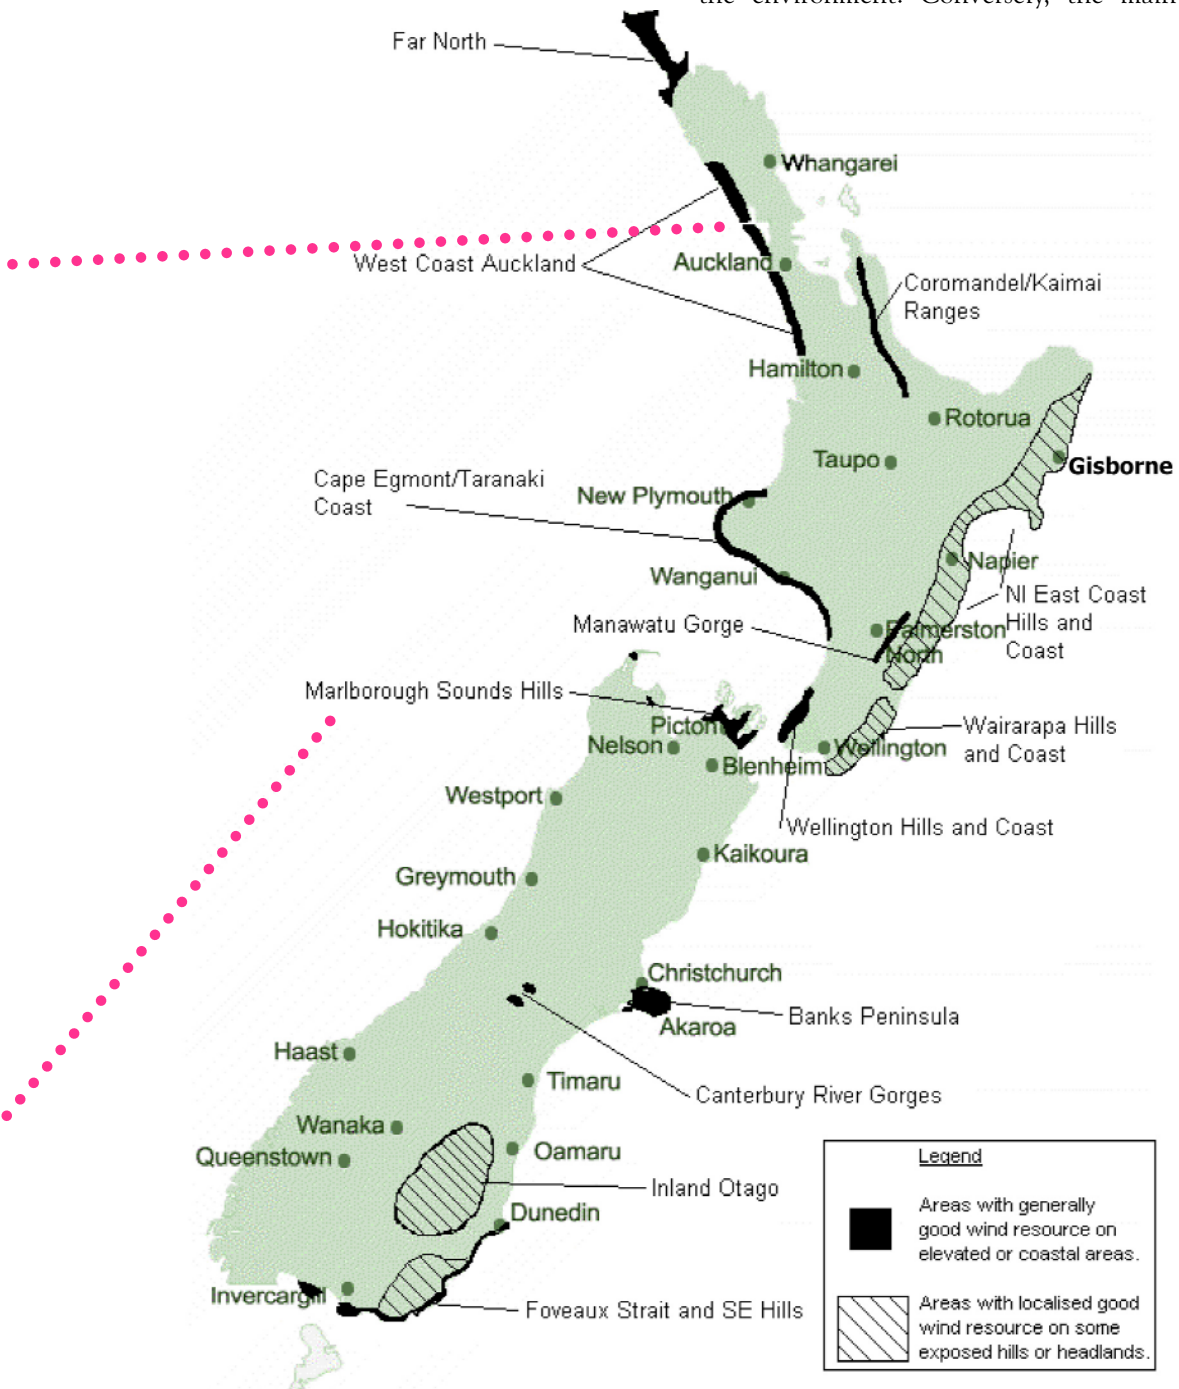 the environment. Conversely, the main
Far North
Whangarei
West Coast Auckland
Auckland
Coromandel/Kaimai
Ranges
Hamilton
Rotorua
Taupo
Gisborne
Cape Egmont/Taranaki
Coast
New Plymouth
Napier
Wanganui
NI East Coast
Hills and
Coast
Manawatu Gorge
Palmerston
North
Marlborough Sounds Hills
Picton
Nelson
Wellington
Wairarapa Hills
and Coast
Blenheim
Westport
Wellington Hills and Coast
Kaikoura
Greymouth
Hokitika
Christchurch
Banks Peninsula
Akaroa
Haast
Timaru
Canterbury River Gorges
Wanaka
Oamaru
Queenstown
Inland Otago
Dunedin
Invercargill
Foveaux Strait and SE Hills
Legend
Areas with generally
good wind resource on
elevated or coastal areas.
Areas with localised good
wind resource on some
exposed hills or headlands.